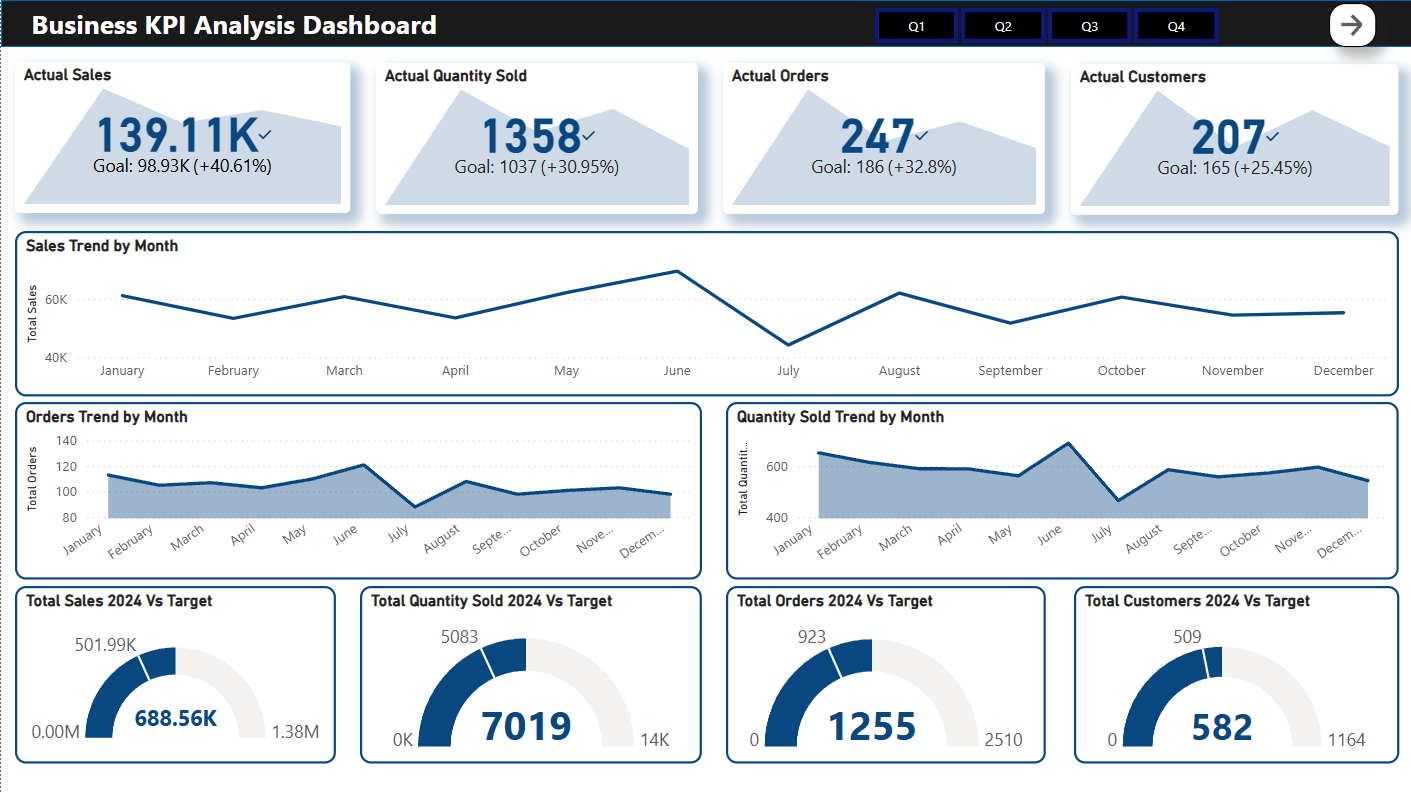 Business KPI Analysis Dashboard
Q1
Q2
Q3
Q4
Actual Sales
139.11K
Goal: 98.93K (+40.61%)
Actual Quantity Sold
1358
Goal: 1037 (+30.95%)
Actual Orders
247
Goal: 186 (+32.8%)
Actual Customers
207
Goal: 165 (+25.45%)
Sales Trend by Month
Total Sales
60K
40K
January February March April May June July August September October November December
Orders Trend by Month
Total Orders
140
120
100
80
January February March April May June July August Septe... October Nove... Decem...
Quantity Sold Trend by Month
Total Quantit...
600
400
January February March April May June July August Septe... October Nove... Decem...
Total Sales 2024 Vs Target
501.99K
688.56K
0.00M
1.38M
Total Quantity Sold 2024 Vs Target
5083
7019
0K
14K
Total Orders 2024 Vs Target
923
1255
0
2510
Total Customers 2024 Vs Target
509
582
0
1164